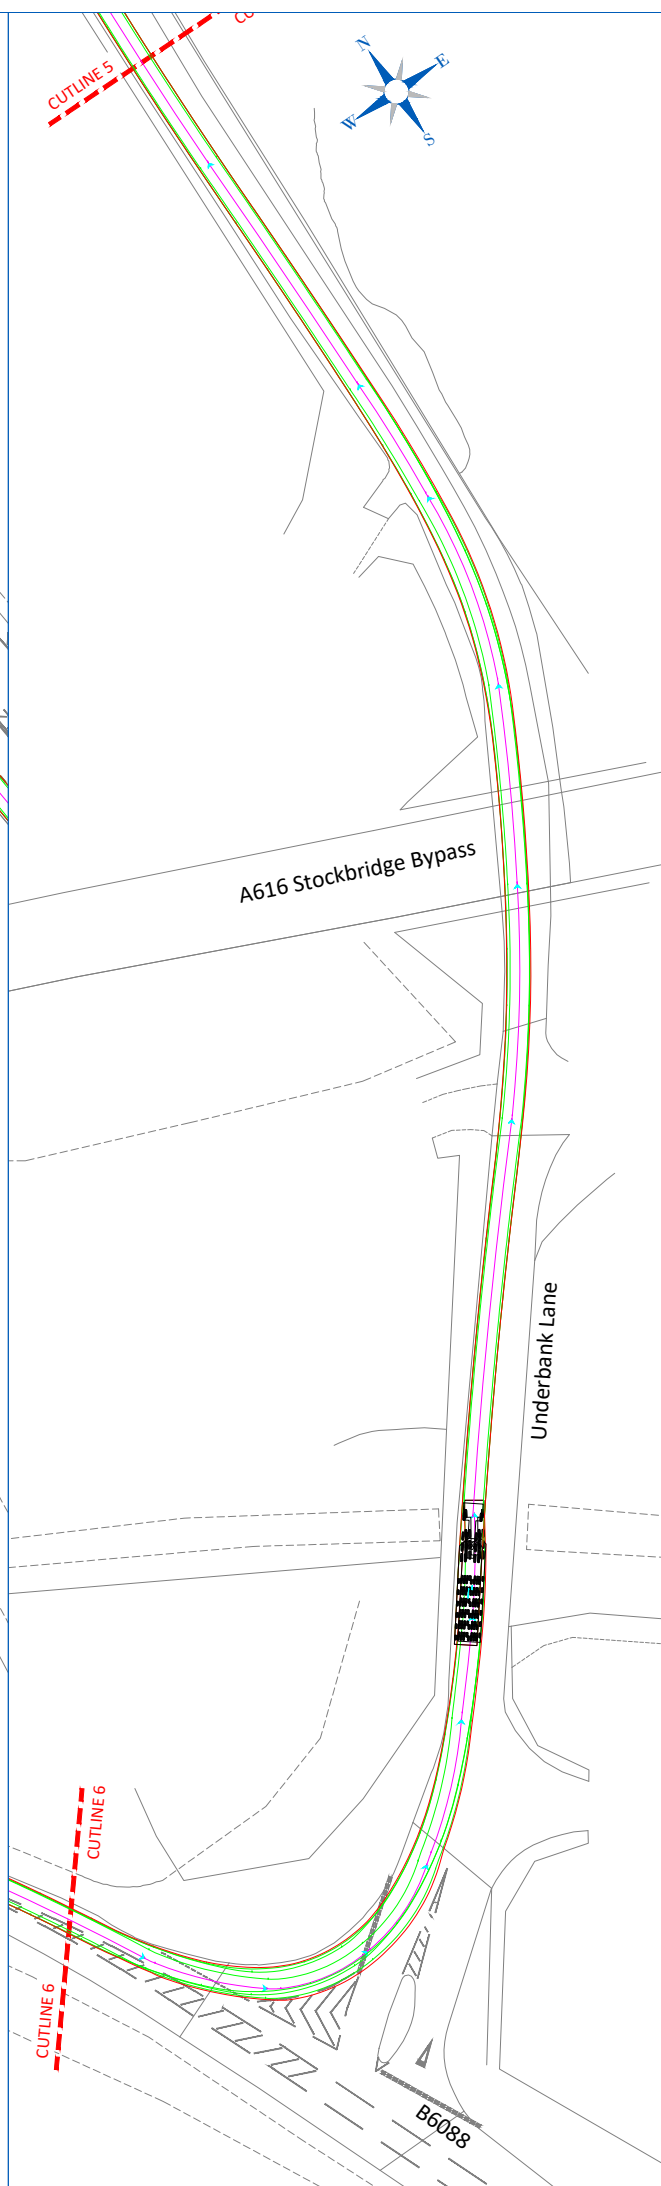 CUTLINE 5
N
E
W
S
A616 Stockbridge Bypass
Underbank Lane
CUTLINE 6
CUTLINE 6
B6088